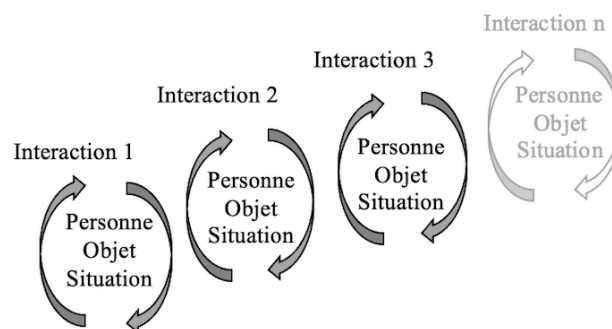 Interaction 1
Personne
Objet
Situation
Interaction 2
Personne
Objet
Situation
Interaction 3
Personne
Objet
Situation
Interaction n
Personne
Objet
Situation